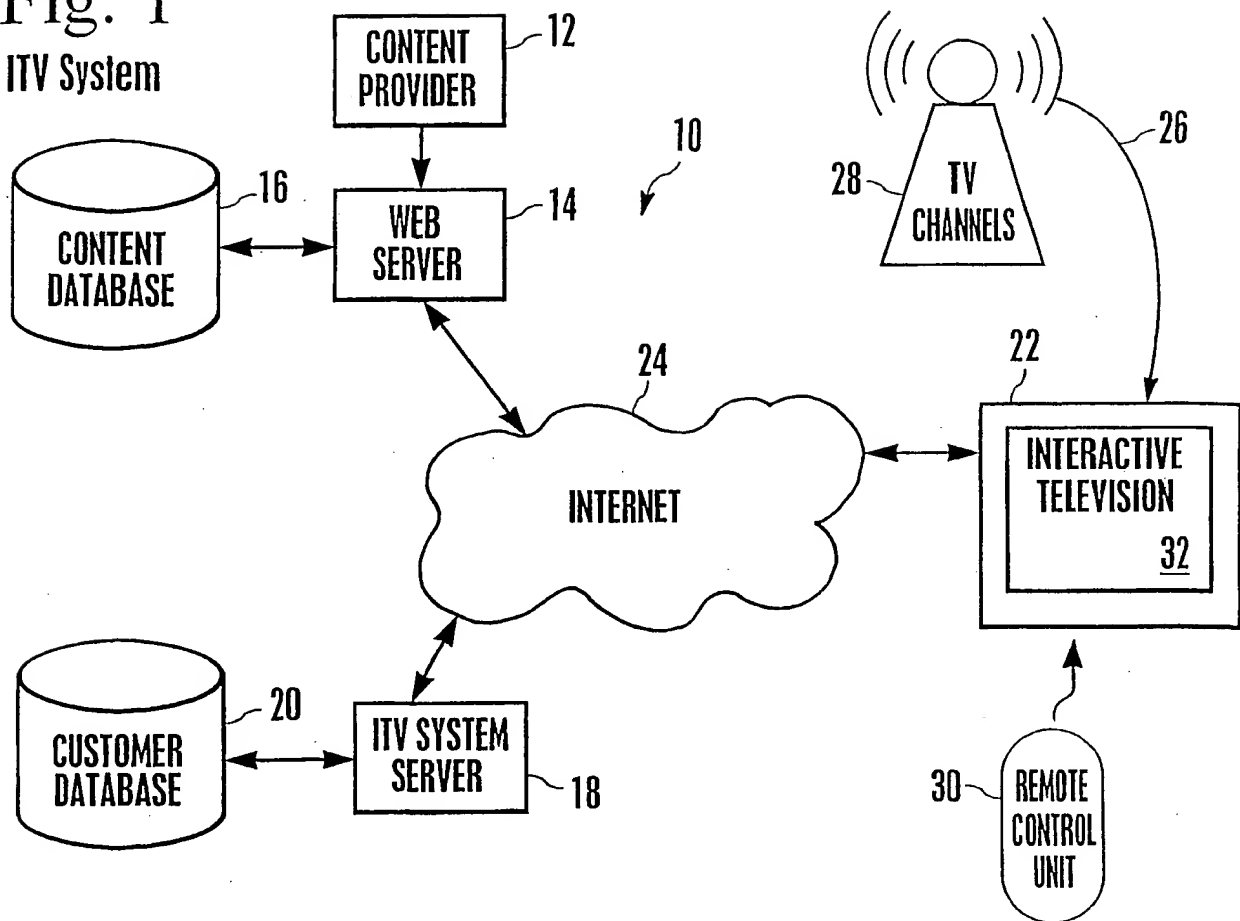 Fig. 1
ITV System
CONTENT
PROVIDER
12
10
26
28
TV
CHANNELS
16
CONTENT
DATABASE
14
WEB
SERVER
24
INTERNET
22
INTERACTIVE
TELEVISION
32
20
CUSTOMER
DATABASE
ITV SYSTEM
SERVER
18
30
REMOTE
CONTROL
UNIT